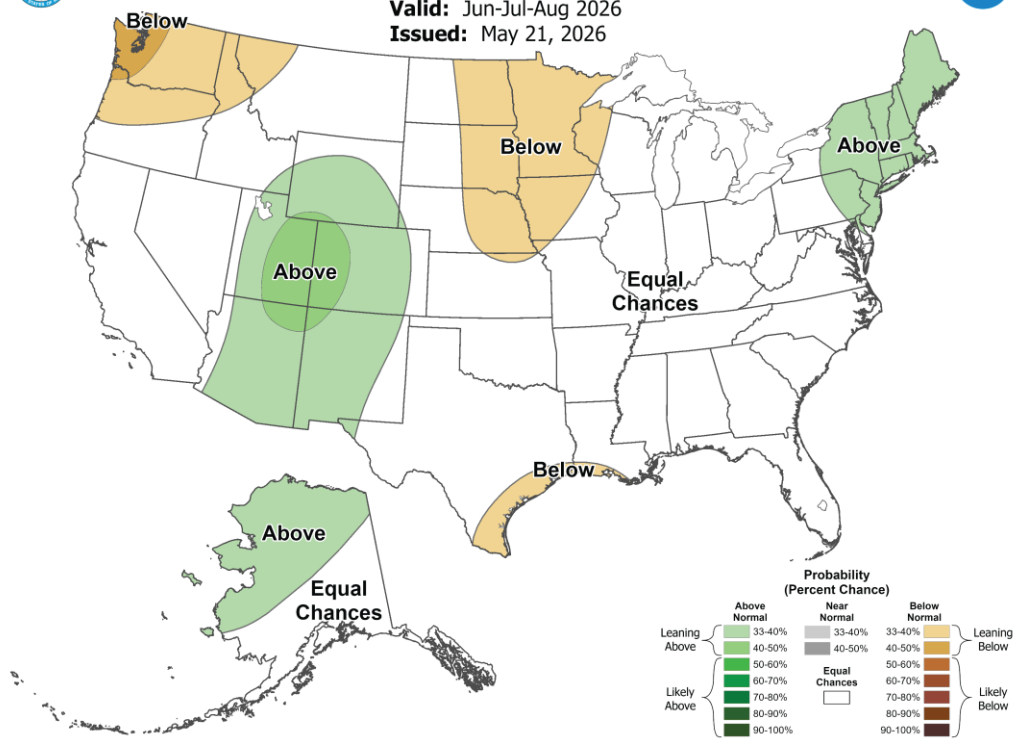 Valid: Jun-Jul-Aug 2026
Issued: May 21, 2026
Below
Below
Above
Above
Equal
Chances
Below
Above
Equal
Chances
Probability
(Percent Chance)
Above
Normal
Near
Normal
Below
Normal
Leaning
Above
33-40%
40-50%
50-60%
60-70%
70-80%
80-90%
90-100%
Likely
Above
33-40%
40-50%
Equal
Chances
33-40%
40-50%
50-60%
60-70%
70-80%
80-90%
90-100%
Leaning
Below
Likely
Below